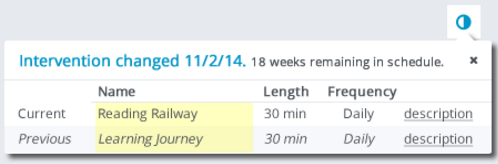 Intervention changed 11/2/14. 18 weeks remaining in schedule. ×
Name Length Frequency
Current Reading Railway 30 min Daily description
Previous Learning Journey 30 min Daily description